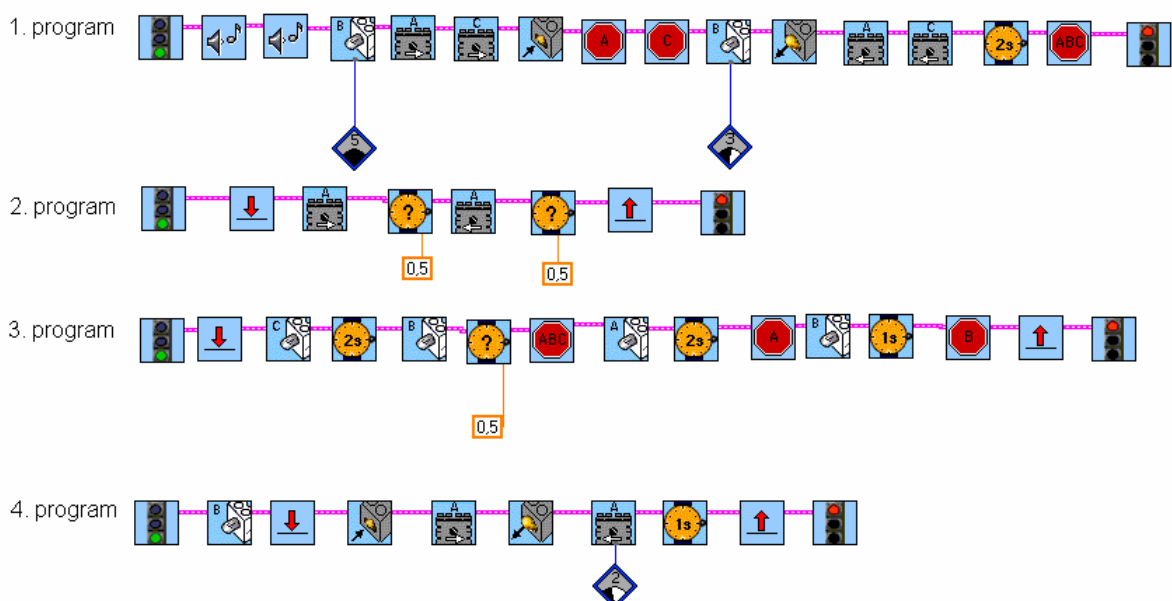 1. program B A C A C B A C 2s ABC
5 3
2. program A ? A ?
0,5 0,5
3. program C 2s B ? ABC A 2s A B 1s B
0,5
4. program B A A 1s
2